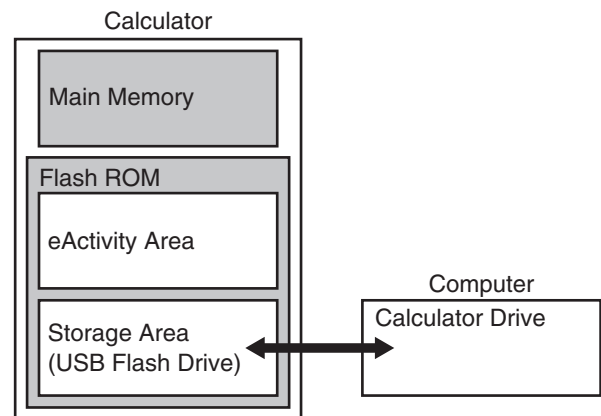 Calculator
Main Memory
Flash ROM
eActivity Area
Storage Area
(USB Flash Drive)
Computer
Calculator Drive